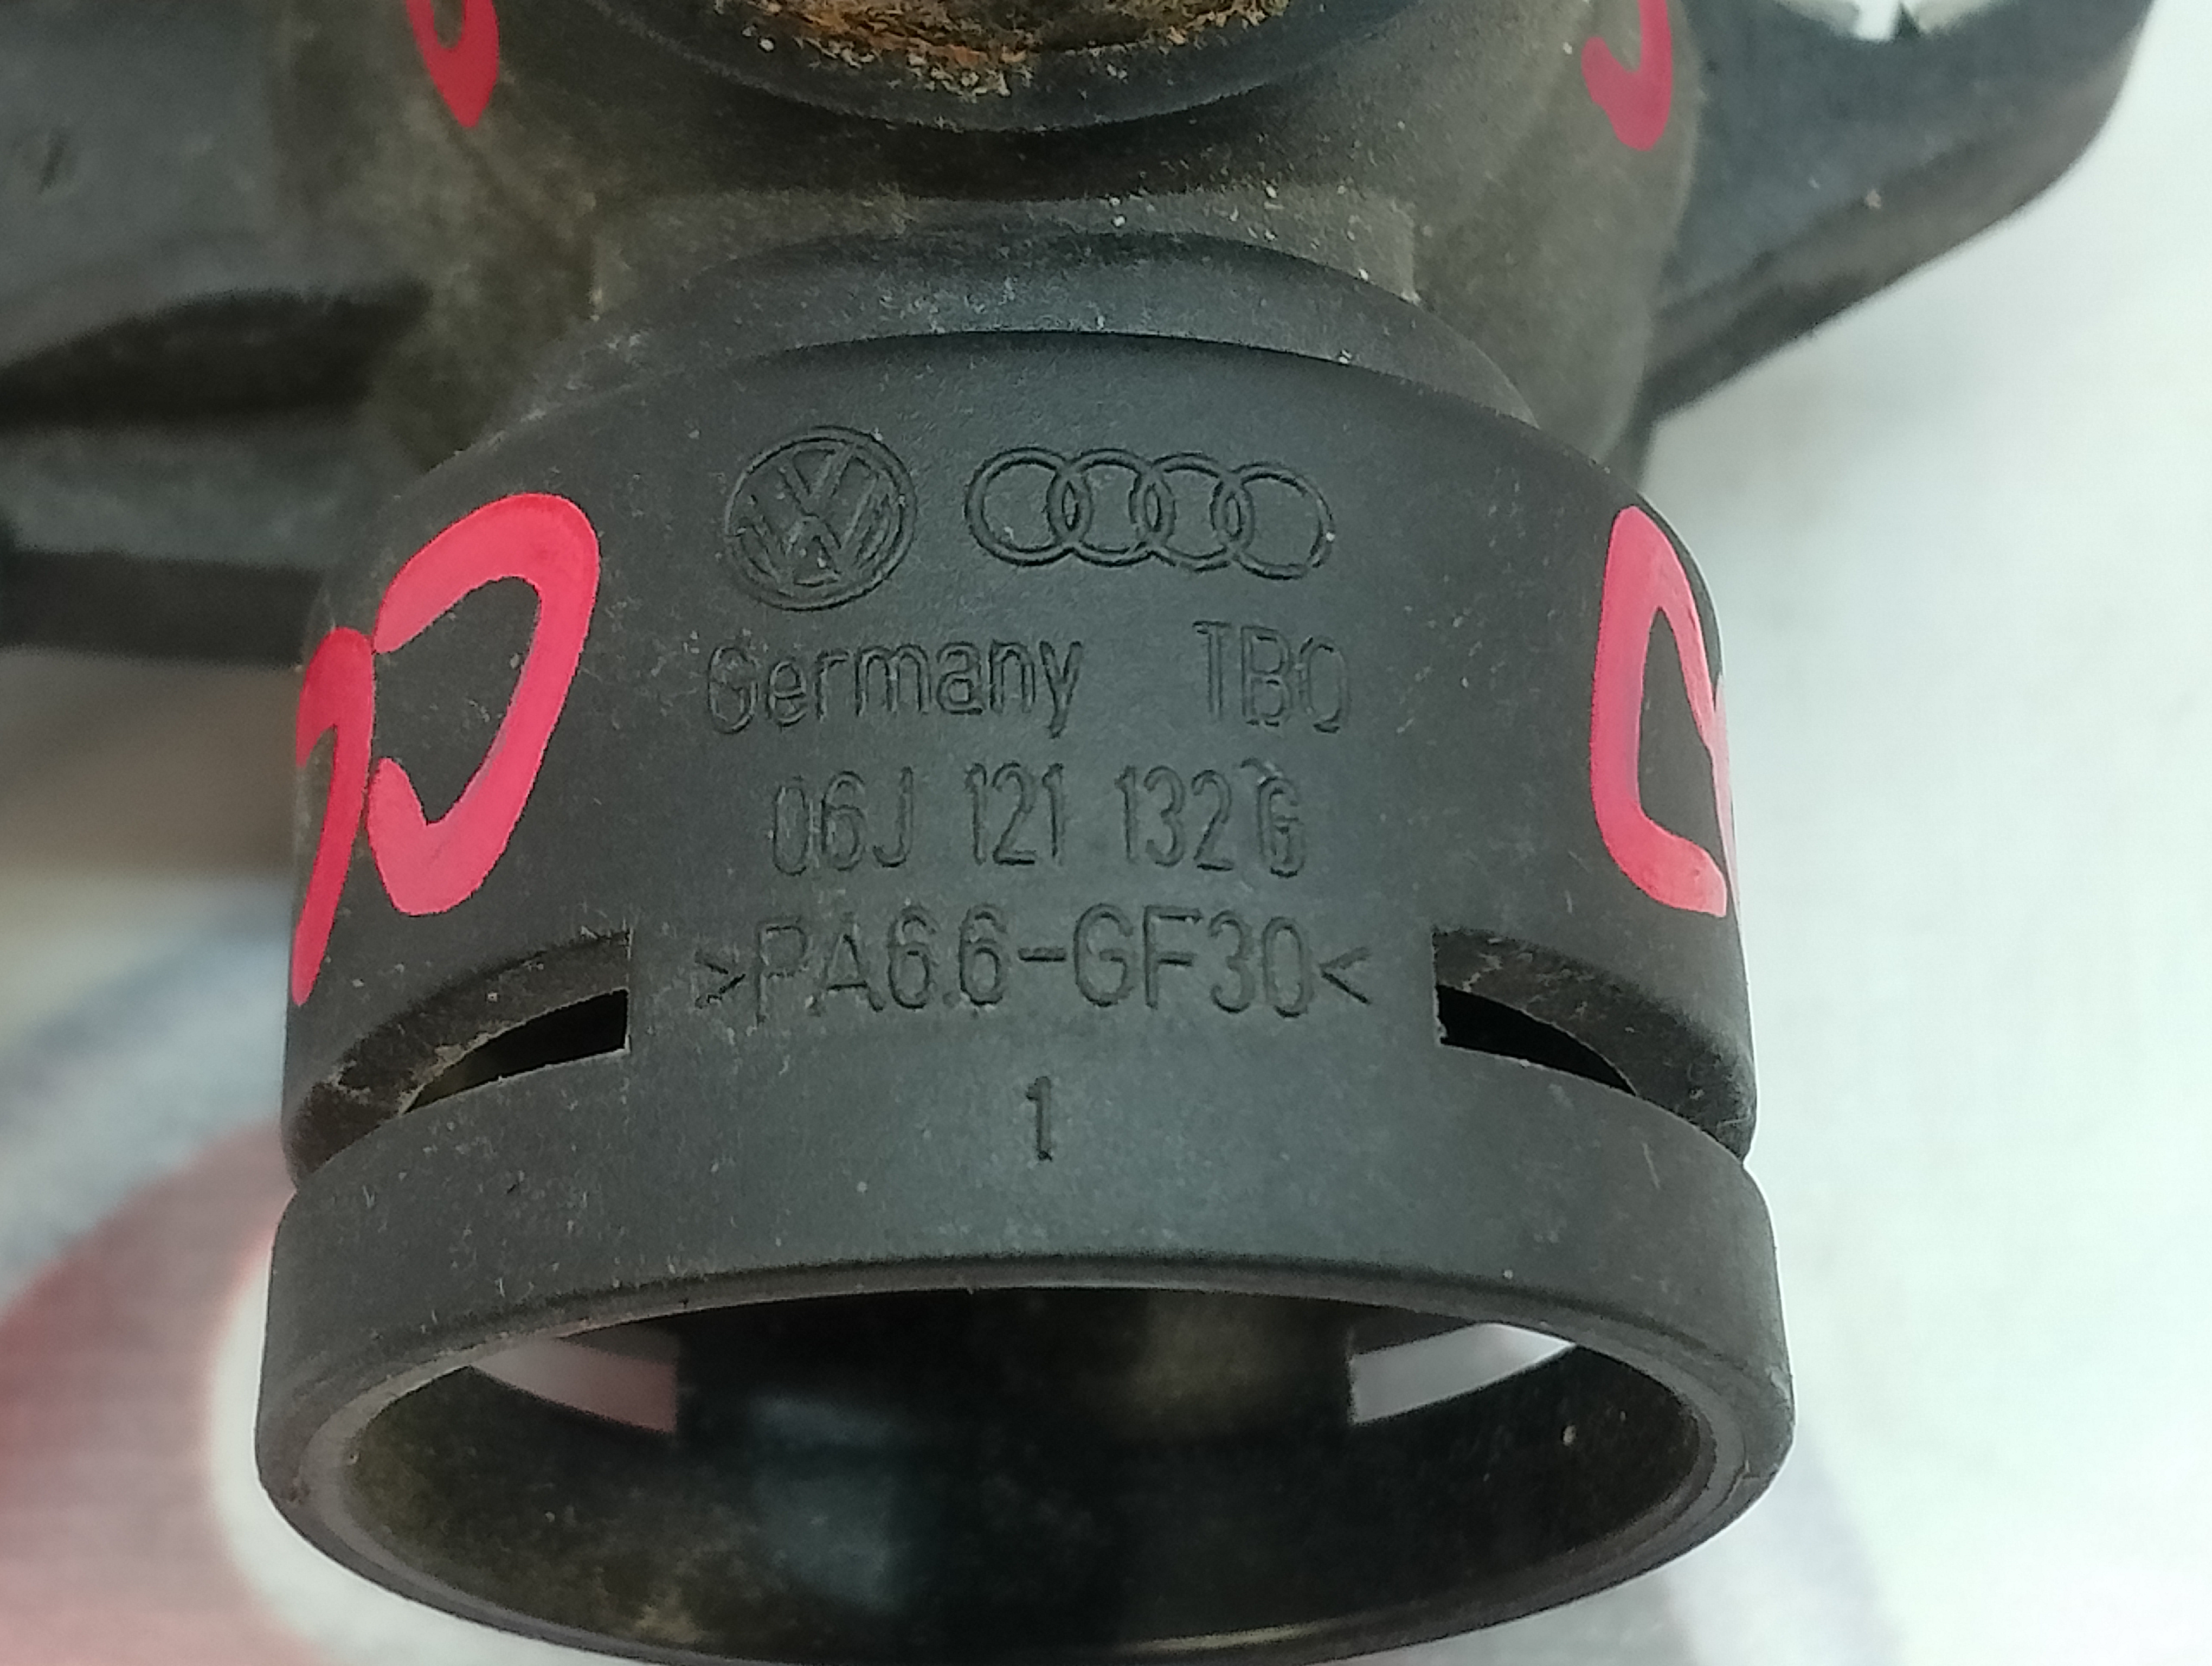 Germany TBO
06J 121 132 G
>PA6.6-GF30<
1